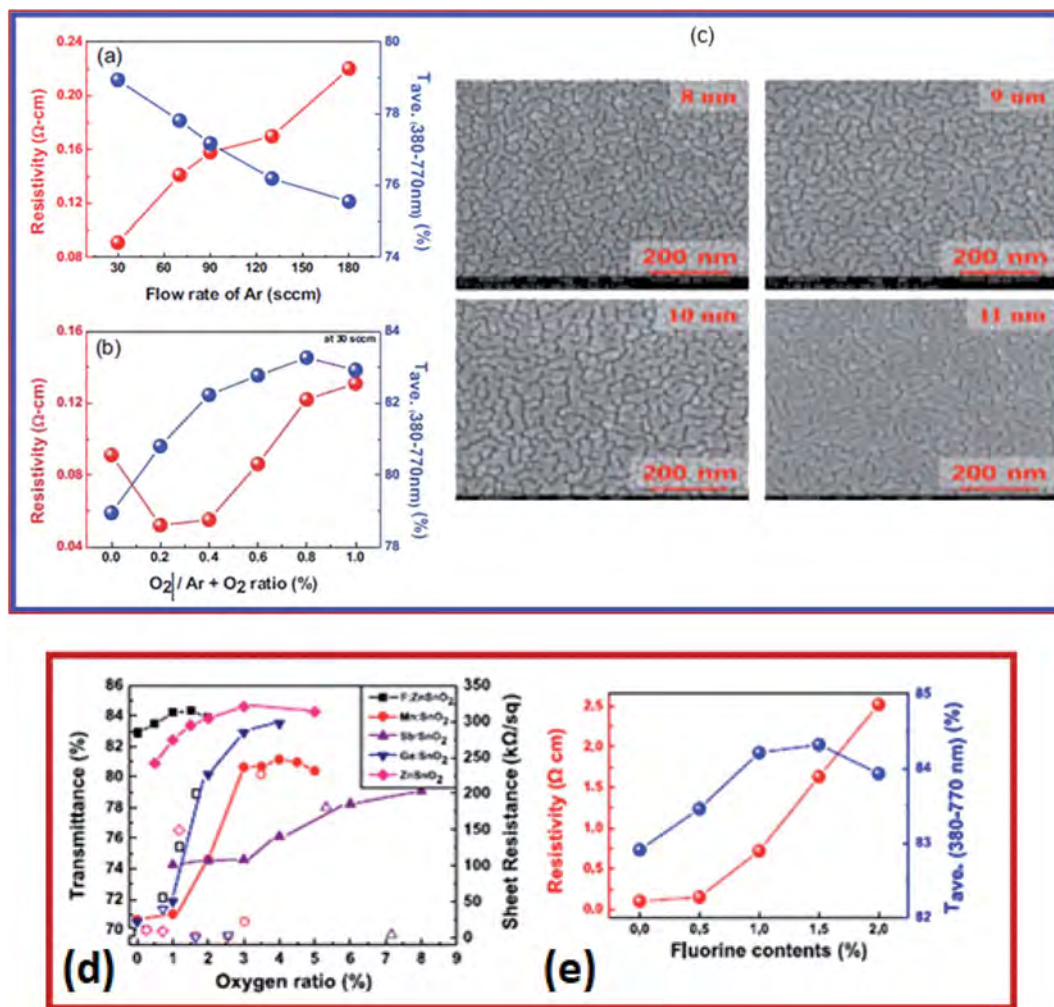 (a)
Resistivity (Ω-cm)
0.24
0.20
0.16
0.12
0.08
30 60 90 120 150 180
Flow rate of Ar (sccm)
80
78
76
74
Tave. (380-770nm) (%)
(b)
at 30 sccm
Resistivity (Ω-cm)
0.16
0.12
0.08
0.04
0.0 0.2 0.4 0.6 0.8 1.0
O2 / Ar + O2 ratio (%)
84
83
82
81
80
79
78
Tave. (380-770nm) (%)
(c)
8 nm
200 nm
9 nm
200 nm
10 nm
200 nm
11 nm
200 nm
(d)
Transmittance (%)
86
84
82
80
78
76
74
72
70
0 1 2 3 4 5 6 7 8 9
Oxygen ratio (%)
F:ZnSnO2
Mn:SnO2
Sb:SnO2
Ga:SnO2
ZnSnO2
350
300
250
200
150
100
50
0
Sheet Resistance (kΩ/sq)
(e)
Resistivity (Ω cm)
2.5
2.0
1.5
1.0
0.5
0.0
0,0 0,5 1,0 1,5 2,0
Fluorine contents (%)
85
84
83
82
Tave. (380-770 nm) (%)